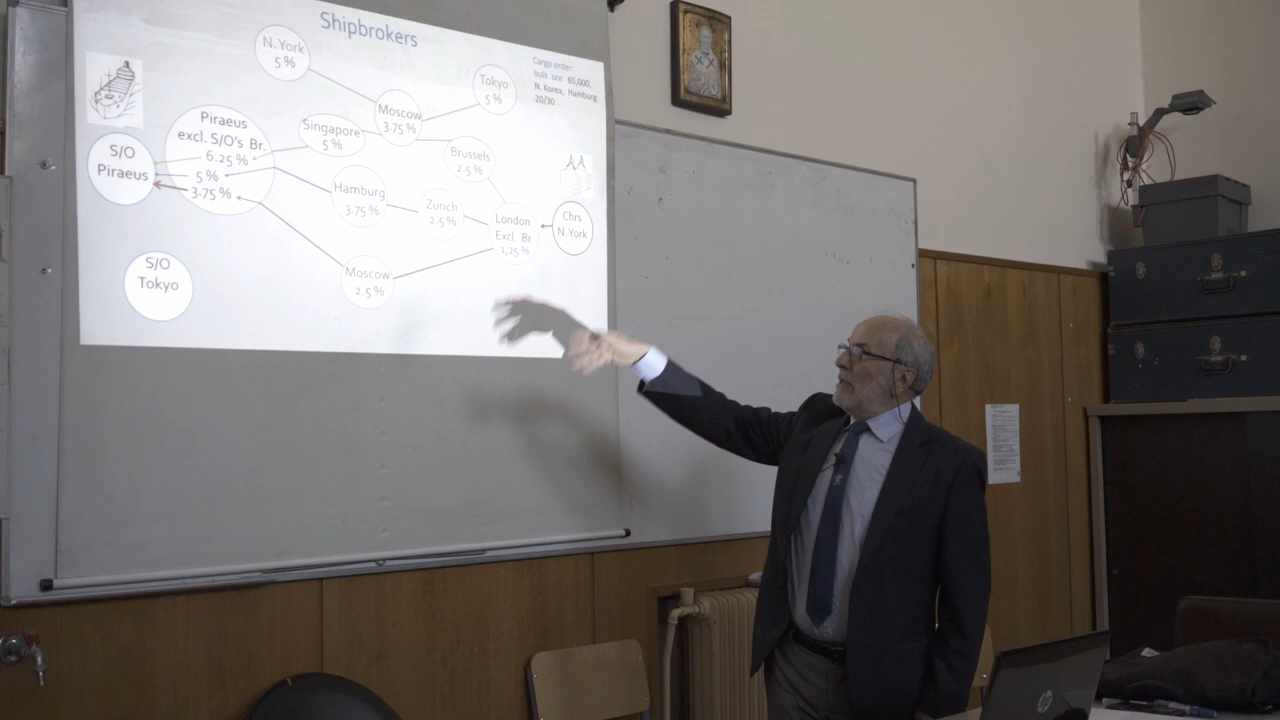 Shipbrokers
N. York
5 %
Cargo order:
bulk ore 65,000,
N. Korea, Hamburg
20/30
Tokyo
5 %
Moscow
3.75 %
Piraeus
excl. S/O's Br.
6.25 %
5 %
3.75 %
Singapore
5 %
Brussels
2.5 %
S/O
Piraeus
Hamburg
3.75 %
Zurich
2.5 %
London
Excl. Br
1,25 %
Chrs
N. York
S/O
Tokyo
Moscow
2.5 %
hp